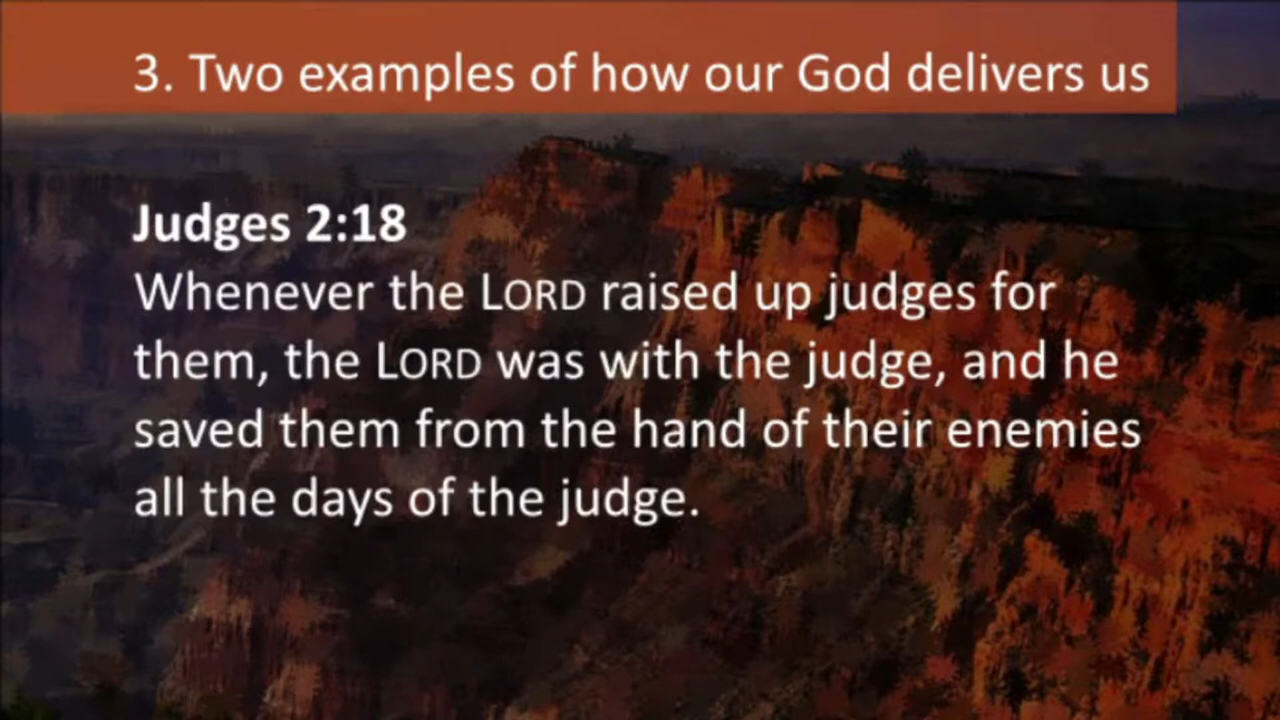 3. Two examples of how our God delivers us
Judges 2:18
Whenever the LORD raised up judges for
them, the LORD was with the judge, and he
saved them from the hand of their enemies
all the days of the judge.